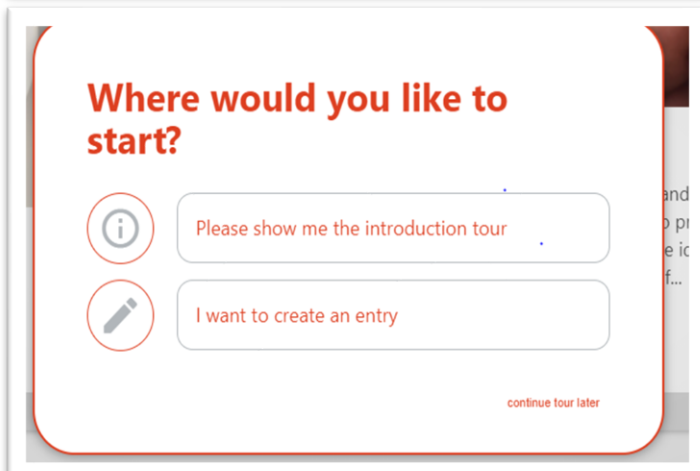 Where would you like to
start?
and
Please show me the introduction tour
I want to create an entry
continue tour later